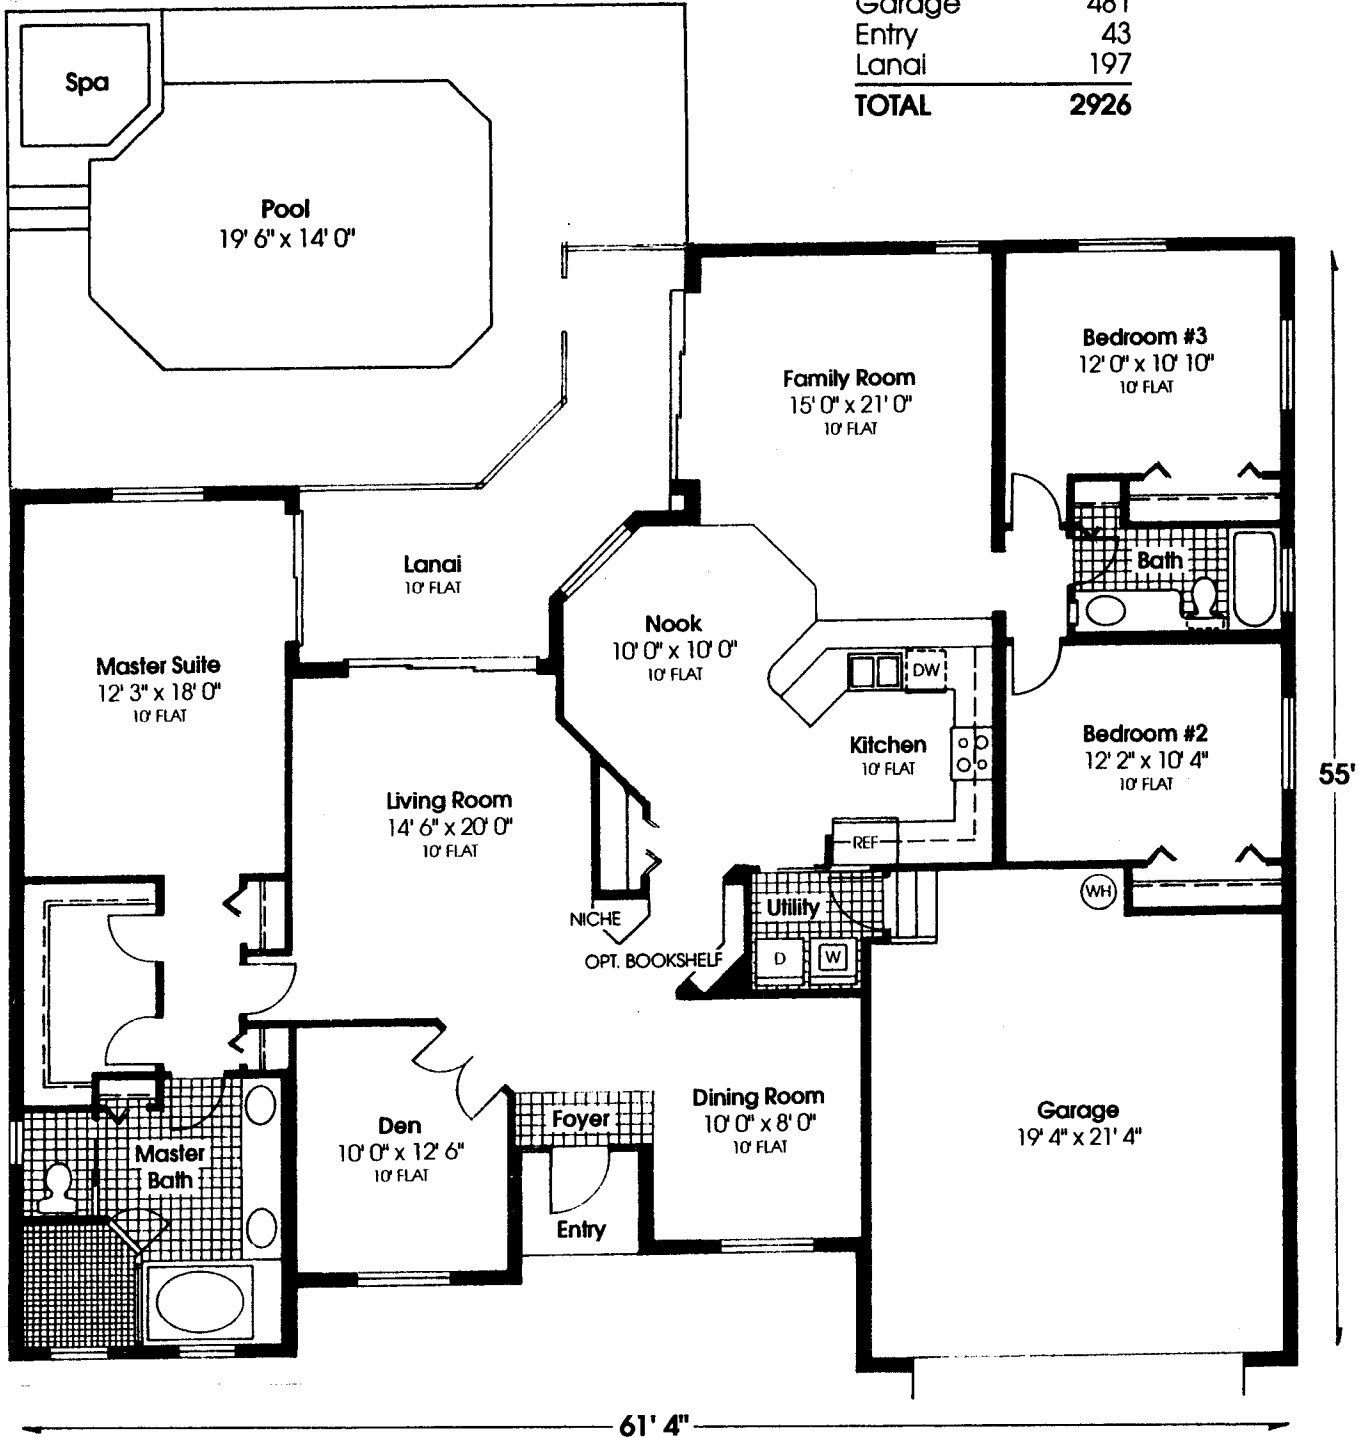 Garage 481
Entry 43
Lanai 197
TOTAL 2926
Spa
Pool
19' 6" x 14' 0"
Family Room
15' 0" x 21' 0"
10' FLAT
Bedroom #3
12' 0" x 10' 10"
10' FLAT
Lanai
10' FLAT
Bath
Nook
10' 0" x 10' 0"
10' FLAT
Master Suite
12' 3" x 18' 0"
10' FLAT
DW
Kitchen
10' FLAT
Bedroom #2
12' 2" x 10' 4"
10' FLAT
55'
Living Room
14' 6" x 20' 0"
10' FLAT
REF
WH
NICHE
Utility
OPT. BOOKSHELF
D
W
Den
10' 0" x 12' 6"
10' FLAT
Foyer
Dining Room
10' 0" x 8' 0"
10' FLAT
Garage
19' 4" x 21' 4"
Master
Bath
Entry
61' 4"